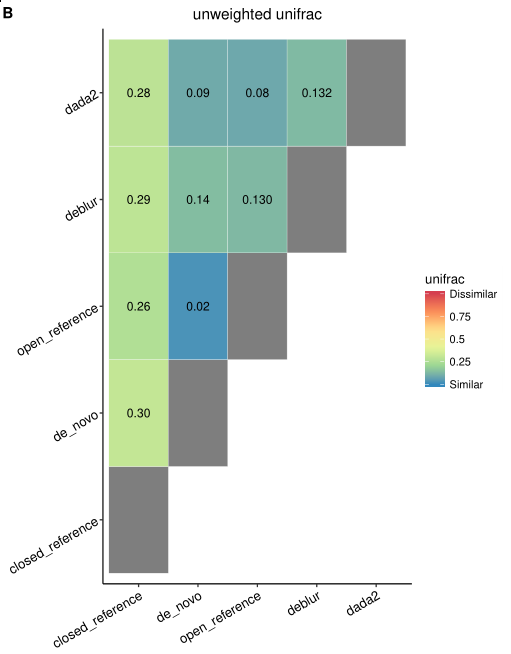 B
unweighted unifrac
dada2
0.28 0.09 0.08 0.132
deblur
0.29 0.14 0.130
open_reference
0.26 0.02
de_novo
0.30
closed_reference
closed_reference de_novo open_reference deblur dada2
unifrac
Dissimilar
0.75
0.5
0.25
Similar